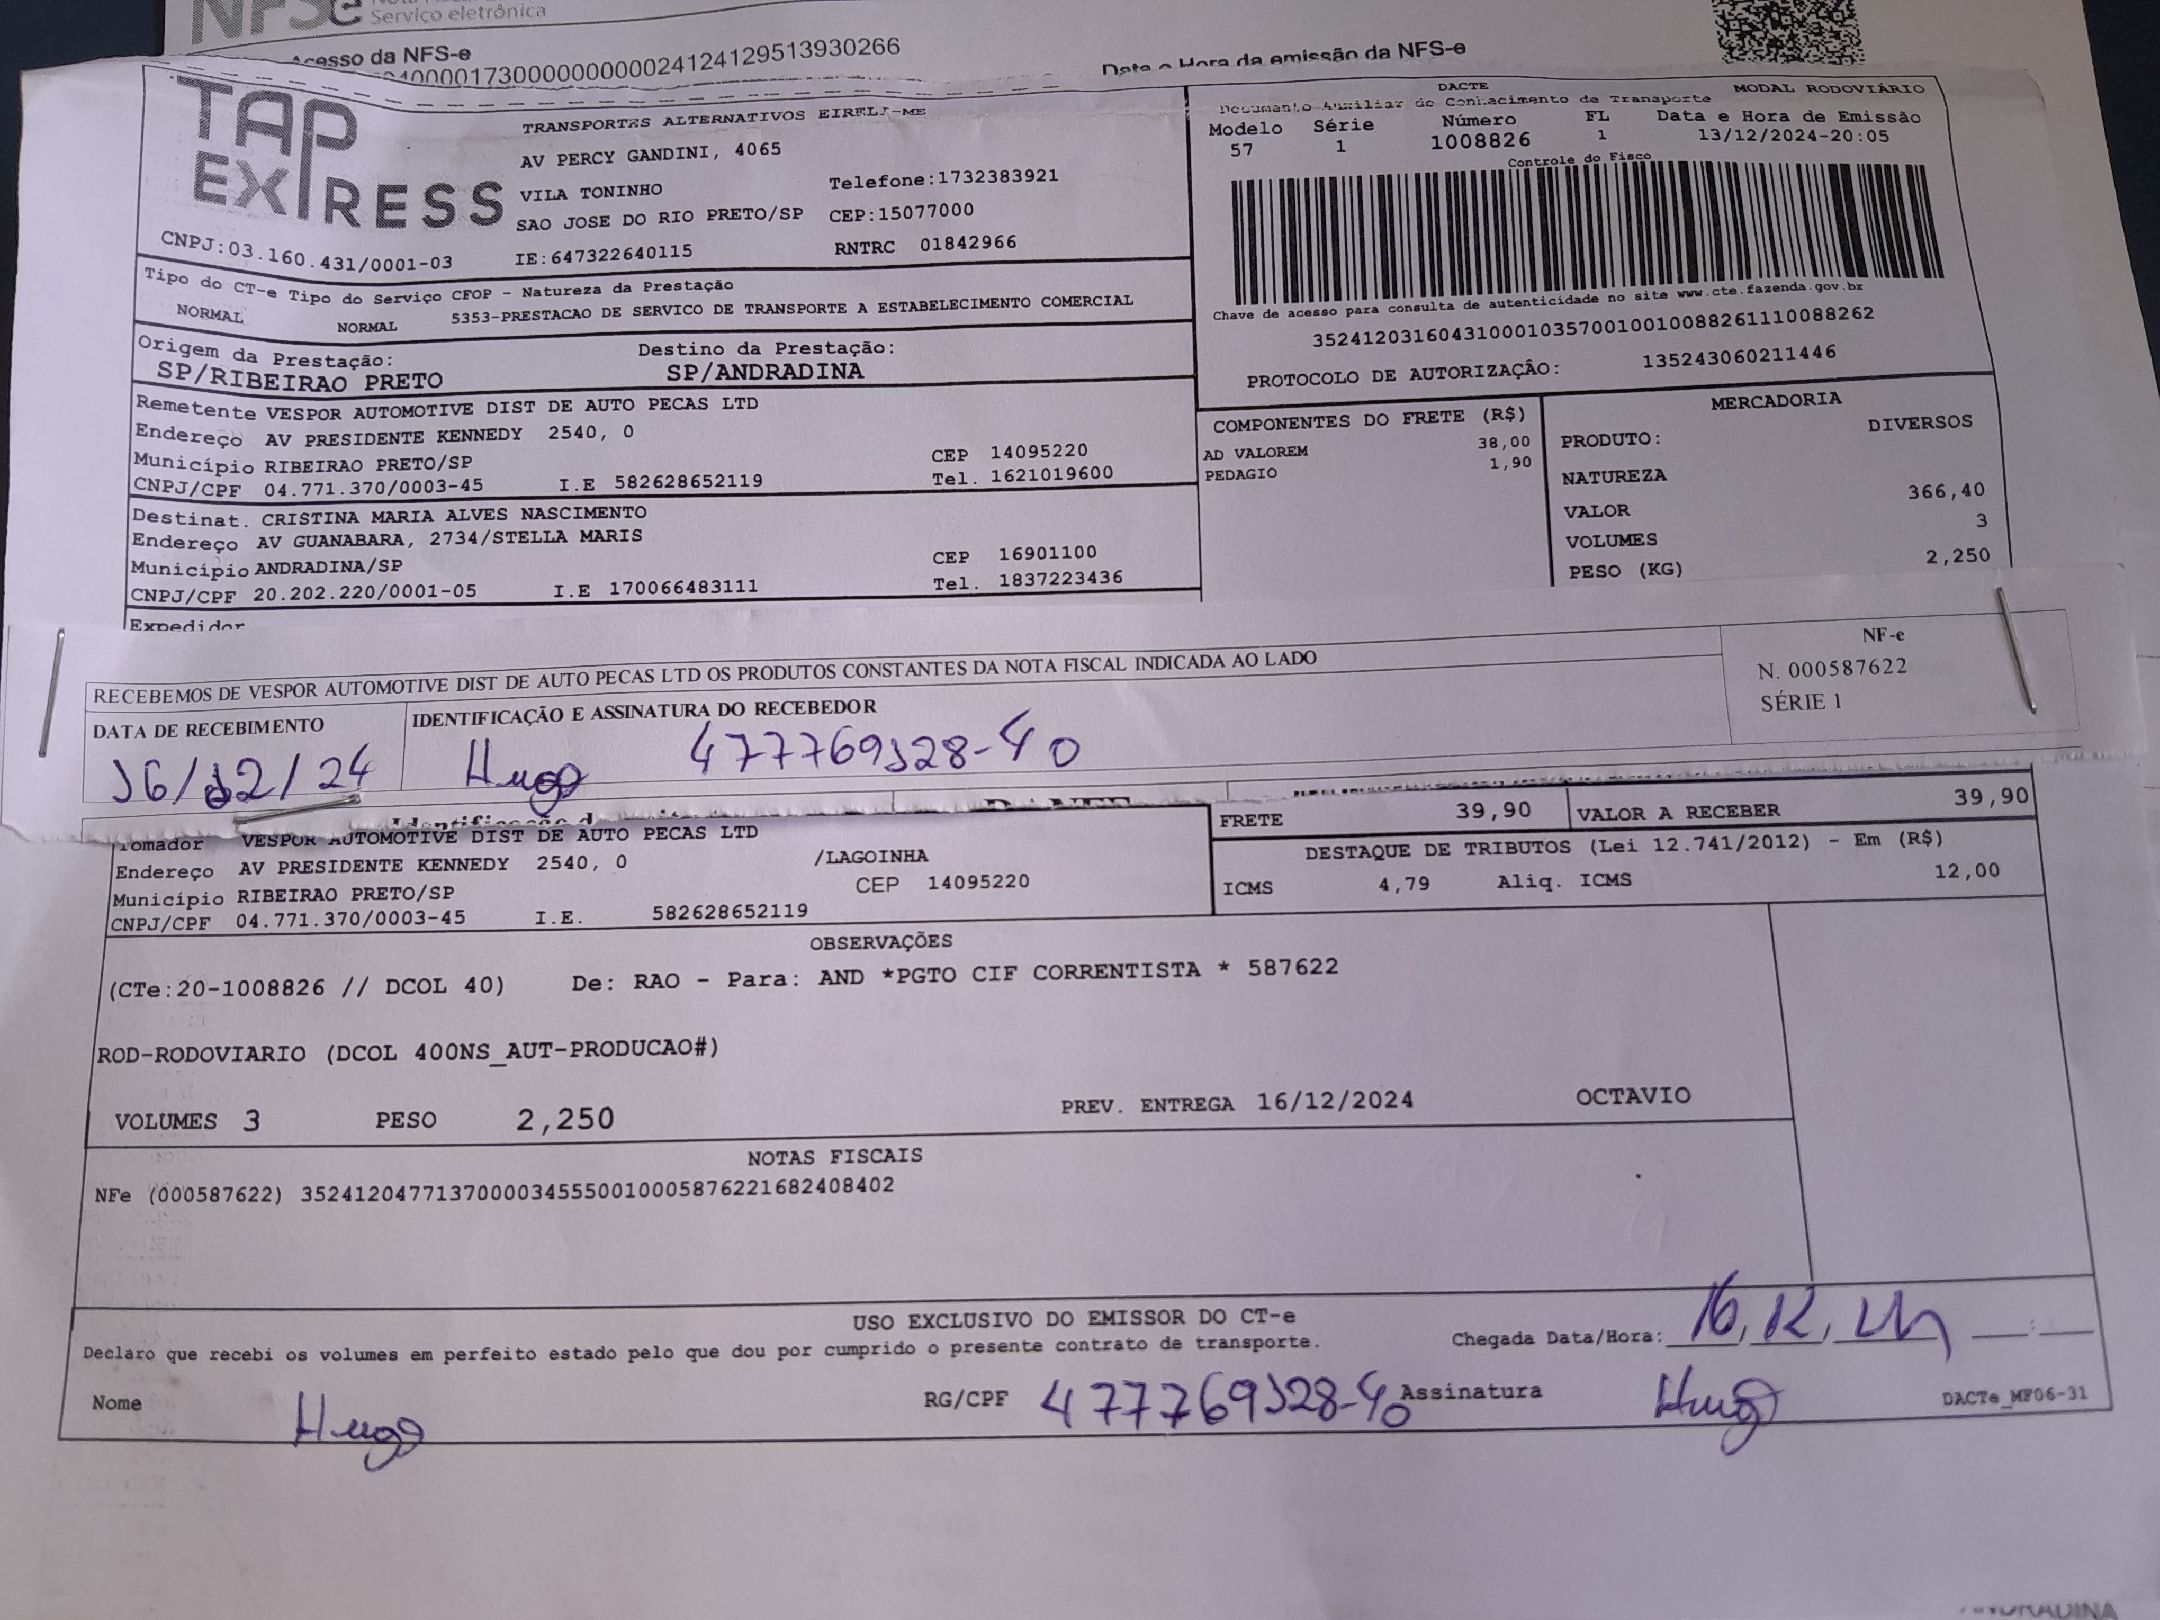 NFSe
Serviço eletrônica
Acesso da NFS-e
Data e Hora da emissão da NFS-e
TAP EXPRESS
TRANSPORTES ALTERNATIVOS EIRELI-ME
AV PERCY GANDINI, 4065
VILA TONINHO Telefone:1732383921
SAO JOSE DO RIO PRETO/SP CEP:15077000
CNPJ:03.160.431/0001-03 IE:647322640115 RNTRC 01842966
DACTE MODAL RODOVIÁRIO
Documento Auxiliar do Conhecimento de Transporte
Modelo Série Número FL Data e Hora de Emissão
57 1 1008826 1 13/12/2024-20:05
Controle do Fisco
Chave de acesso para consulta de autenticidade no site www.cte.fazenda.gov.br
35241203160431000103570010010088261110088262
PROTOCOLO DE AUTORIZAÇÃO: 135243060211446
Tipo do CT-e Tipo do Serviço CFOP - Natureza da Prestação
NORMAL NORMAL 5353-PRESTACAO DE SERVICO DE TRANSPORTE A ESTABELECIMENTO COMERCIAL
Origem da Prestação: Destino da Prestação:
SP/RIBEIRAO PRETO SP/ANDRADINA
Remetente VESPOR AUTOMOTIVE DIST DE AUTO PECAS LTD
Endereço AV PRESIDENTE KENNEDY 2540, 0
Município RIBEIRAO PRETO/SP CEP 14095220
CNPJ/CPF 04.771.370/0003-45 I.E 582628652119 Tel. 1621019600
Destinat. CRISTINA MARIA ALVES NASCIMENTO
Endereço AV GUANABARA, 2734/STELLA MARIS
Município ANDRADINA/SP CEP 16901100
CNPJ/CPF 20.202.220/0001-05 I.E 170066483111 Tel. 1837223436
Expedidor
COMPONENTES DO FRETE (R$)
AD VALOREM 38,00
PEDAGIO 1,90
MERCADORIA
PRODUTO: DIVERSOS
NATUREZA
VALOR 366,40
VOLUMES 3
PESO (KG) 2,250
RECEBEMOS DE VESPOR AUTOMOTIVE DIST DE AUTO PECAS LTD OS PRODUTOS CONSTANTES DA NOTA FISCAL INDICADA AO LADO
NF-e
N. 000587622
SÉRIE 1
DATA DE RECEBIMENTO IDENTIFICAÇÃO E ASSINATURA DO RECEBEDOR
16/12/24 Hugo 477769128-40
Tomador VESPOR AUTOMOTIVE DIST DE AUTO PECAS LTD
Endereço AV PRESIDENTE KENNEDY 2540, 0 /LAGOINHA
Município RIBEIRAO PRETO/SP CEP 14095220
CNPJ/CPF 04.771.370/0003-45 I.E. 582628652119
FRETE 39,90 VALOR A RECEBER 39,90
DESTAQUE DE TRIBUTOS (Lei 12.741/2012) - Em (R$)
ICMS 4,79 Aliq. ICMS 12,00
OBSERVAÇÕES
(CTe:20-1008826 // DCOL 40) De: RAO - Para: AND *PGTO CIF CORRENTISTA * 587622
ROD-RODOVIARIO (DCOL 400NS_AUT-PRODUCAO#)
VOLUMES 3 PESO 2,250 PREV. ENTREGA 16/12/2024 OCTAVIO
NOTAS FISCAIS
NFe (000587622) 35241204771370000345550010005876221682408402
USO EXCLUSIVO DO EMISSOR DO CT-e
Declaro que recebi os volumes em perfeito estado pelo que dou por cumprido o presente contrato de transporte. Chegada Data/Hora: 16, 12, 24
Nome Hugo RG/CPF 477769128-40 Assinatura Hugo DACTe_MF06-31
ANDRADINA